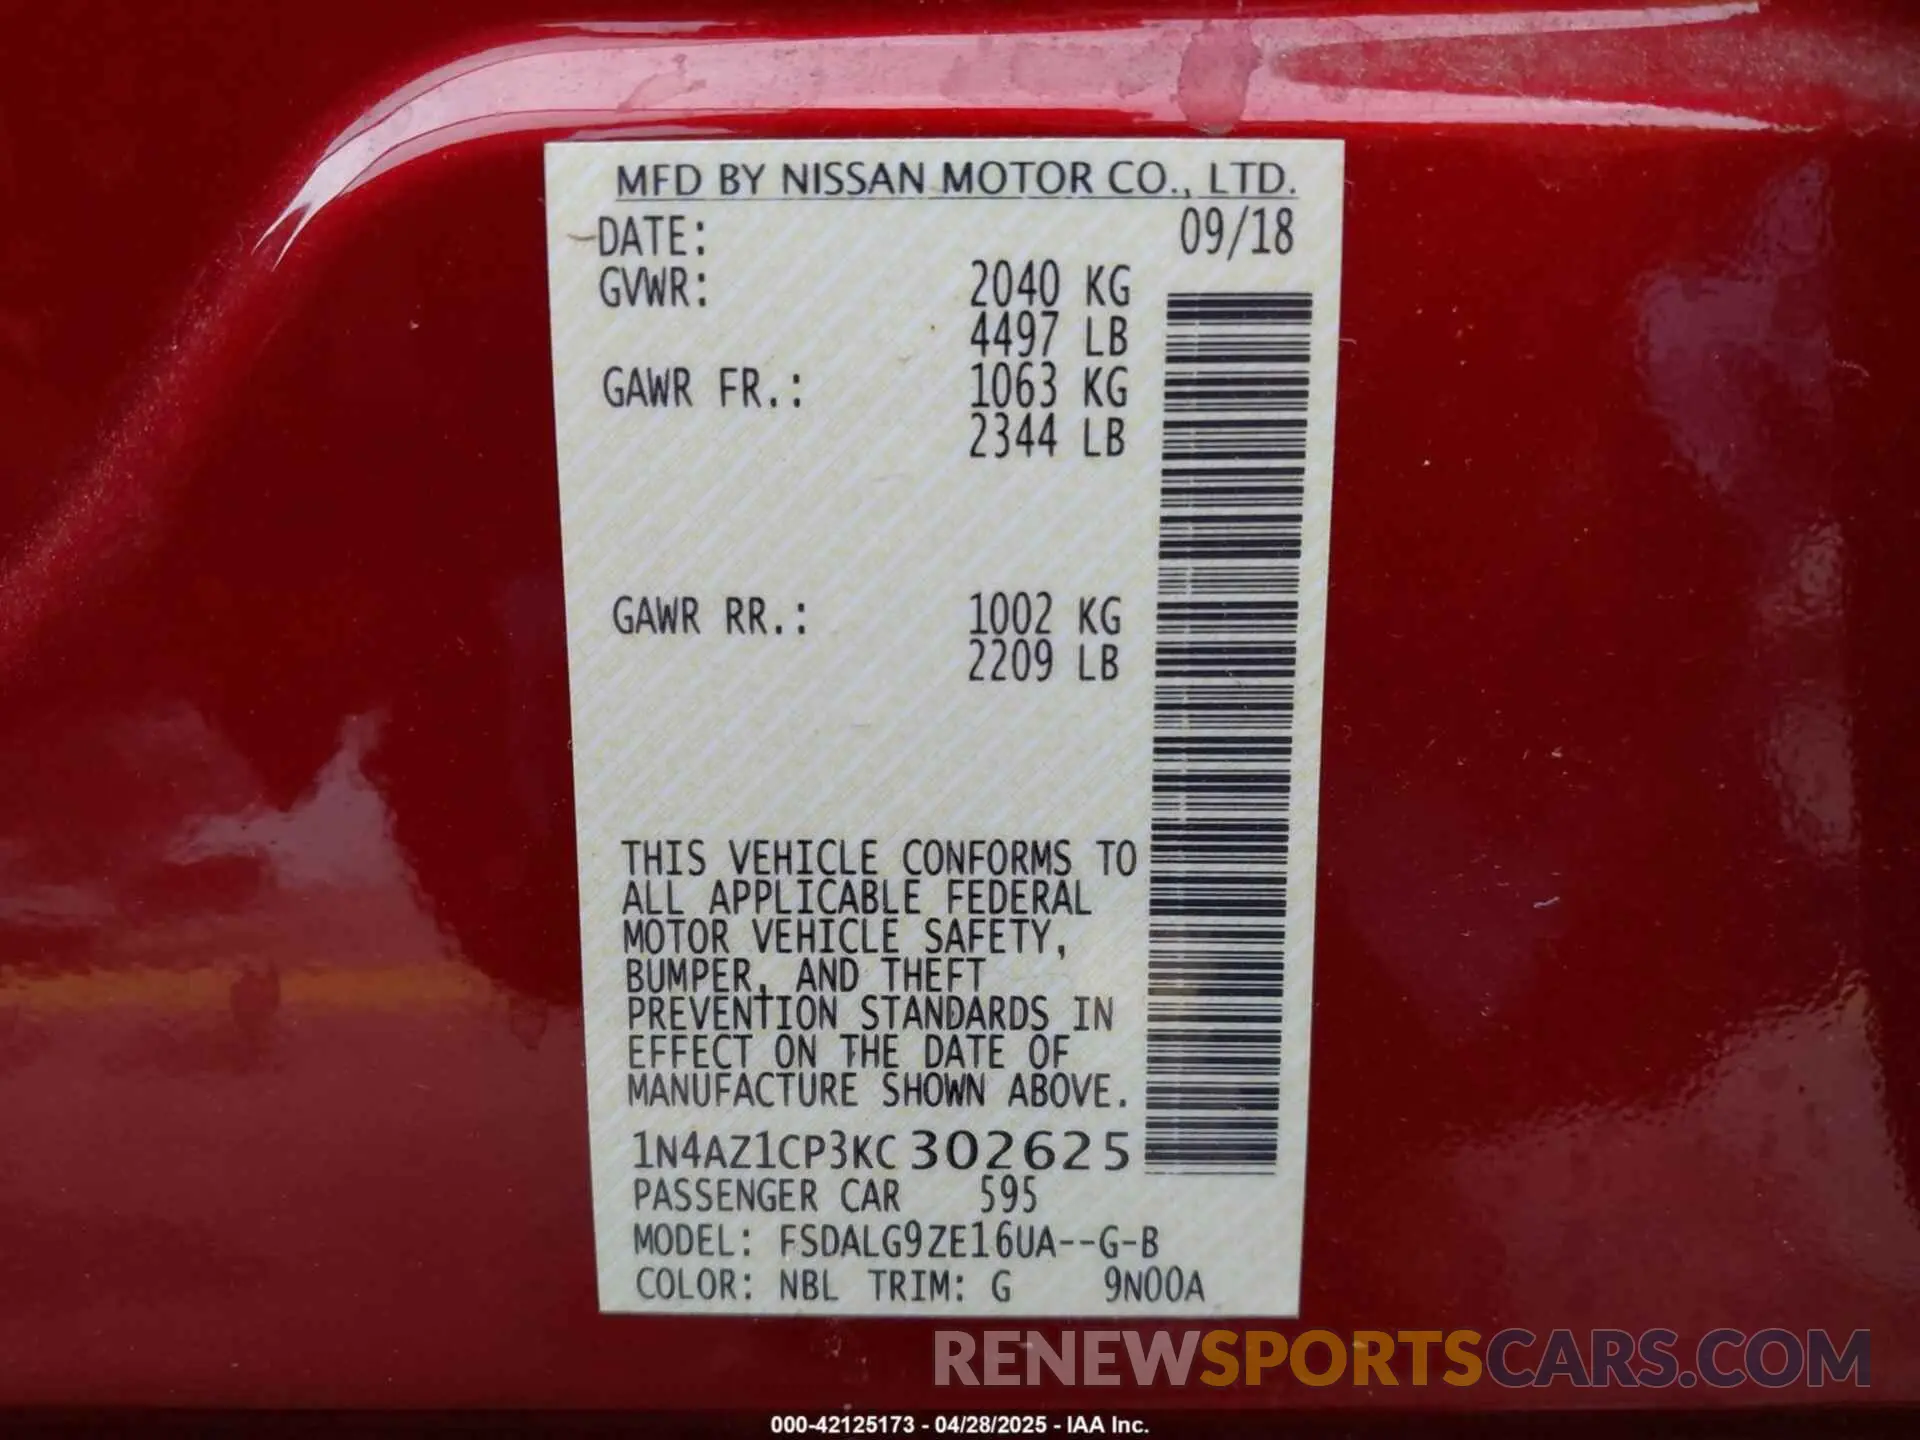 MFD BY NISSAN MOTOR CO., LTD.
DATE: 09/18
GVWR: 2040 KG
4497 LB
GAWR FR.: 1063 KG
2344 LB
GAWR RR.: 1002 KG
2209 LB
THIS VEHICLE CONFORMS TO
ALL APPLICABLE FEDERAL
MOTOR VEHICLE SAFETY,
BUMPER, AND THEFT
PREVENTION STANDARDS IN
EFFECT ON THE DATE OF
MANUFACTURE SHOWN ABOVE.
1N4AZ1CP3KC302625
PASSENGER CAR 595
MODEL: FSDALG9ZE16UA--G-B
COLOR: NBL TRIM: G 9N00A
RENEWSPORTSCARS.COM
000-42125173 - 04/28/2025 - IAA Inc.